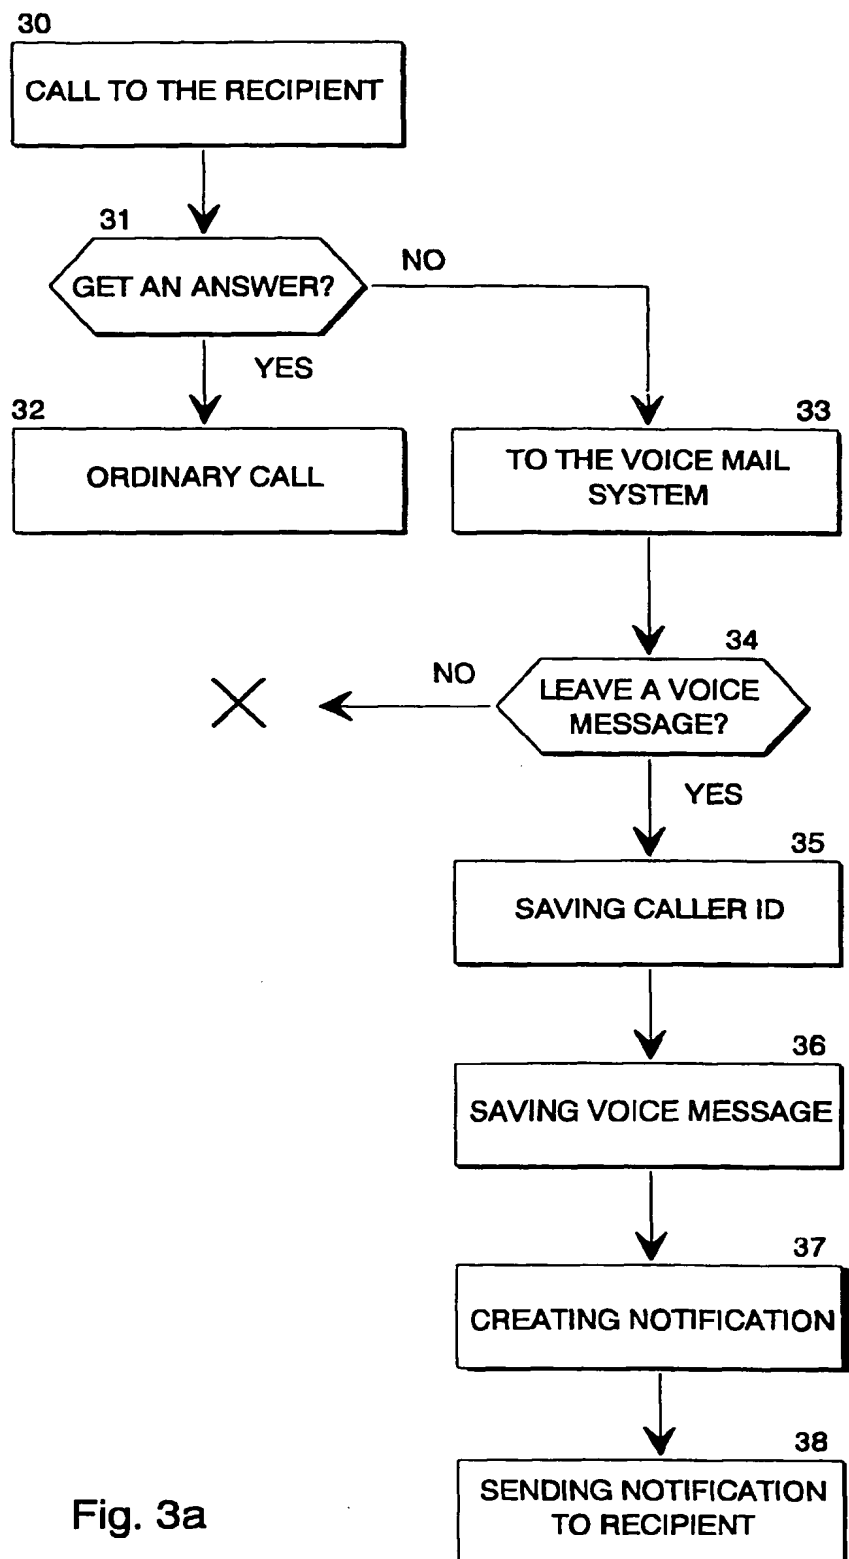 30
CALL TO THE RECIPIENT
31
GET AN ANSWER?
NO
YES
32
ORDINARY CALL
33
TO THE VOICE MAIL
SYSTEM
34
NO
LEAVE A VOICE
MESSAGE?
YES
35
SAVING CALLER ID
36
SAVING VOICE MESSAGE
37
CREATING NOTIFICATION
38
SENDING NOTIFICATION
TO RECIPIENT
Fig. 3a